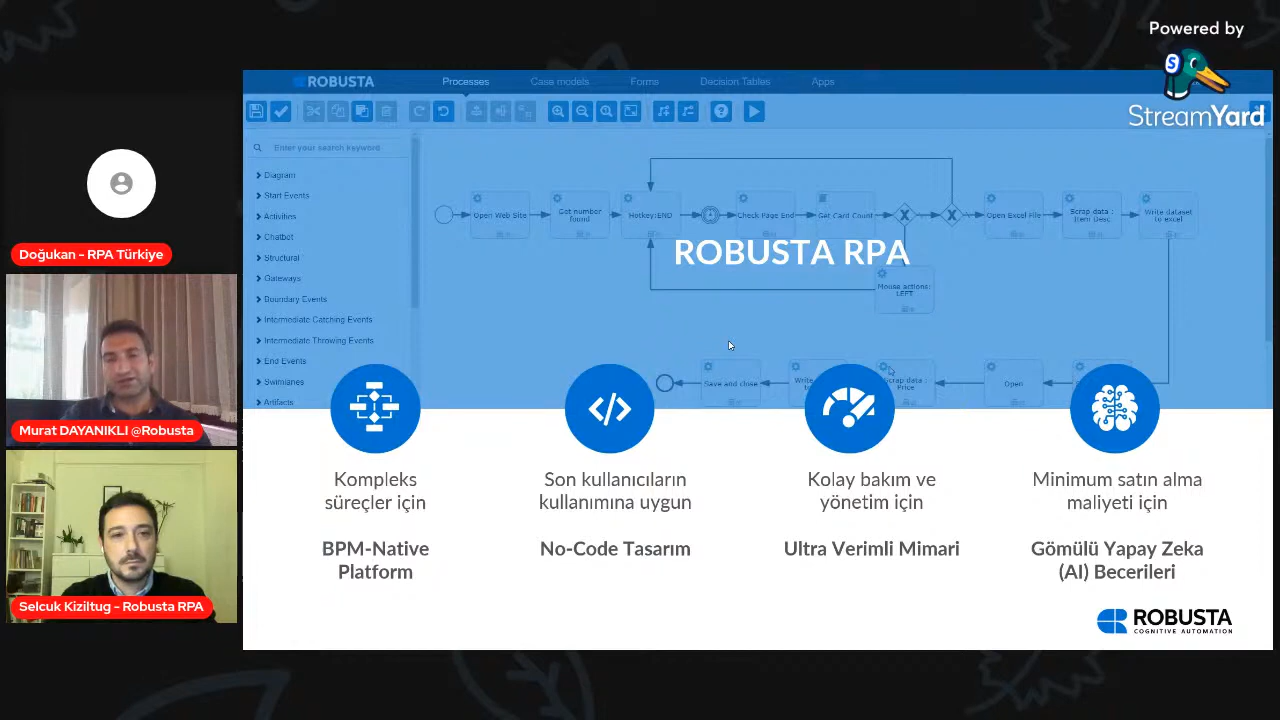 Powered by
StreamYard
Doğukan - RPA Türkiye
Murat DAYANIKLI @Robusta
Selcuk Kiziltug - Robusta RPA
ROBUSTA
Processes
Case models
Forms
Decision Tables
Apps
Enter your search keyword
Diagram
Start Events
Activities
Chatbot
Structural
Gateways
Boundary Events
Intermediate Catching Events
Intermediate Throwing Events
End Events
Swimlanes
Artifacts
Open Web Site
Get number
found
Hotkey:END
Check Page End
Get Card Count
X
X
Open Excel File
Scrap data :
Item Desc
Write dataset
to excel
Mouse actions:
LEFT
Save and close
Scrap data :
Price
Open
ROBUSTA RPA
Kompleks
süreçler için
BPM-Native
Platform
Son kullanıcıların
kullanımına uygun
No-Code Tasarım
Kolay bakım ve
yönetim için
Ultra Verimli Mimari
Minimum satın alma
maliyeti için
Gömülü Yapay Zeka
(AI) Becerileri
ROBUSTA
COGNITIVE AUTOMATION